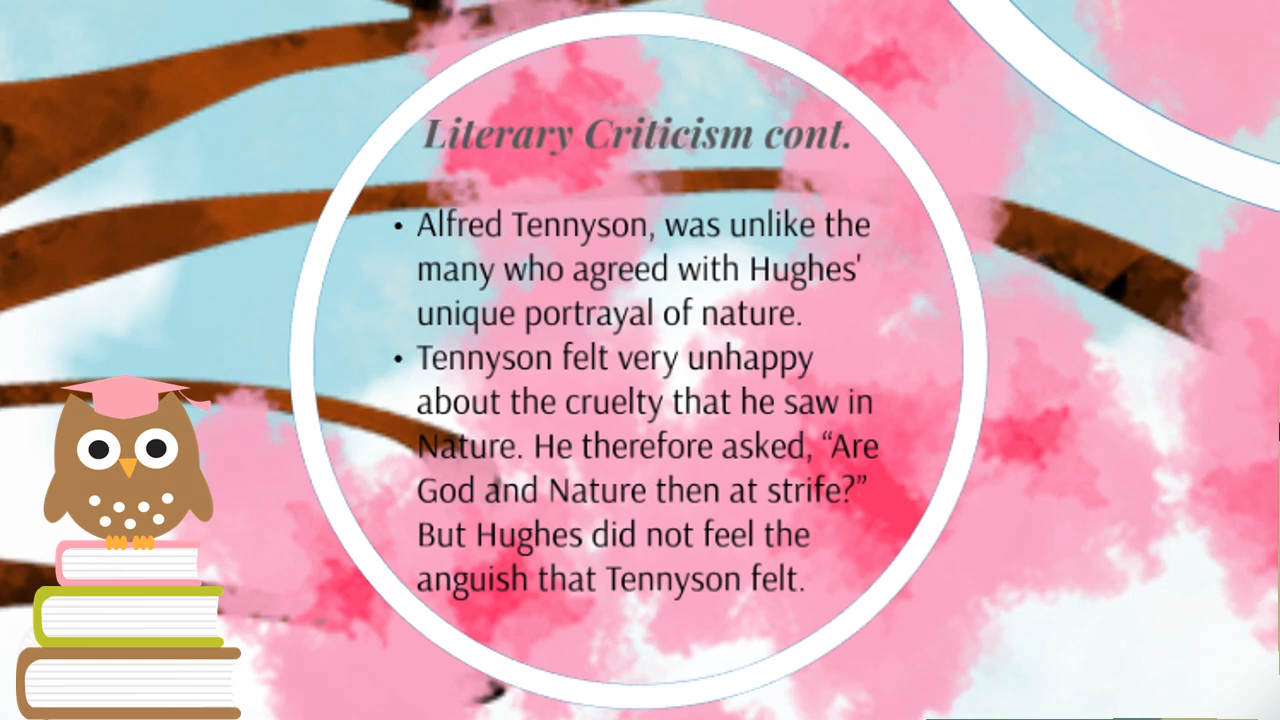 Literary Criticism cont.
• Alfred Tennyson, was unlike the
many who agreed with Hughes'
unique portrayal of nature.
• Tennyson felt very unhappy
about the cruelty that he saw in
Nature. He therefore asked, “Are
God and Nature then at strife?”
But Hughes did not feel the
anguish that Tennyson felt.